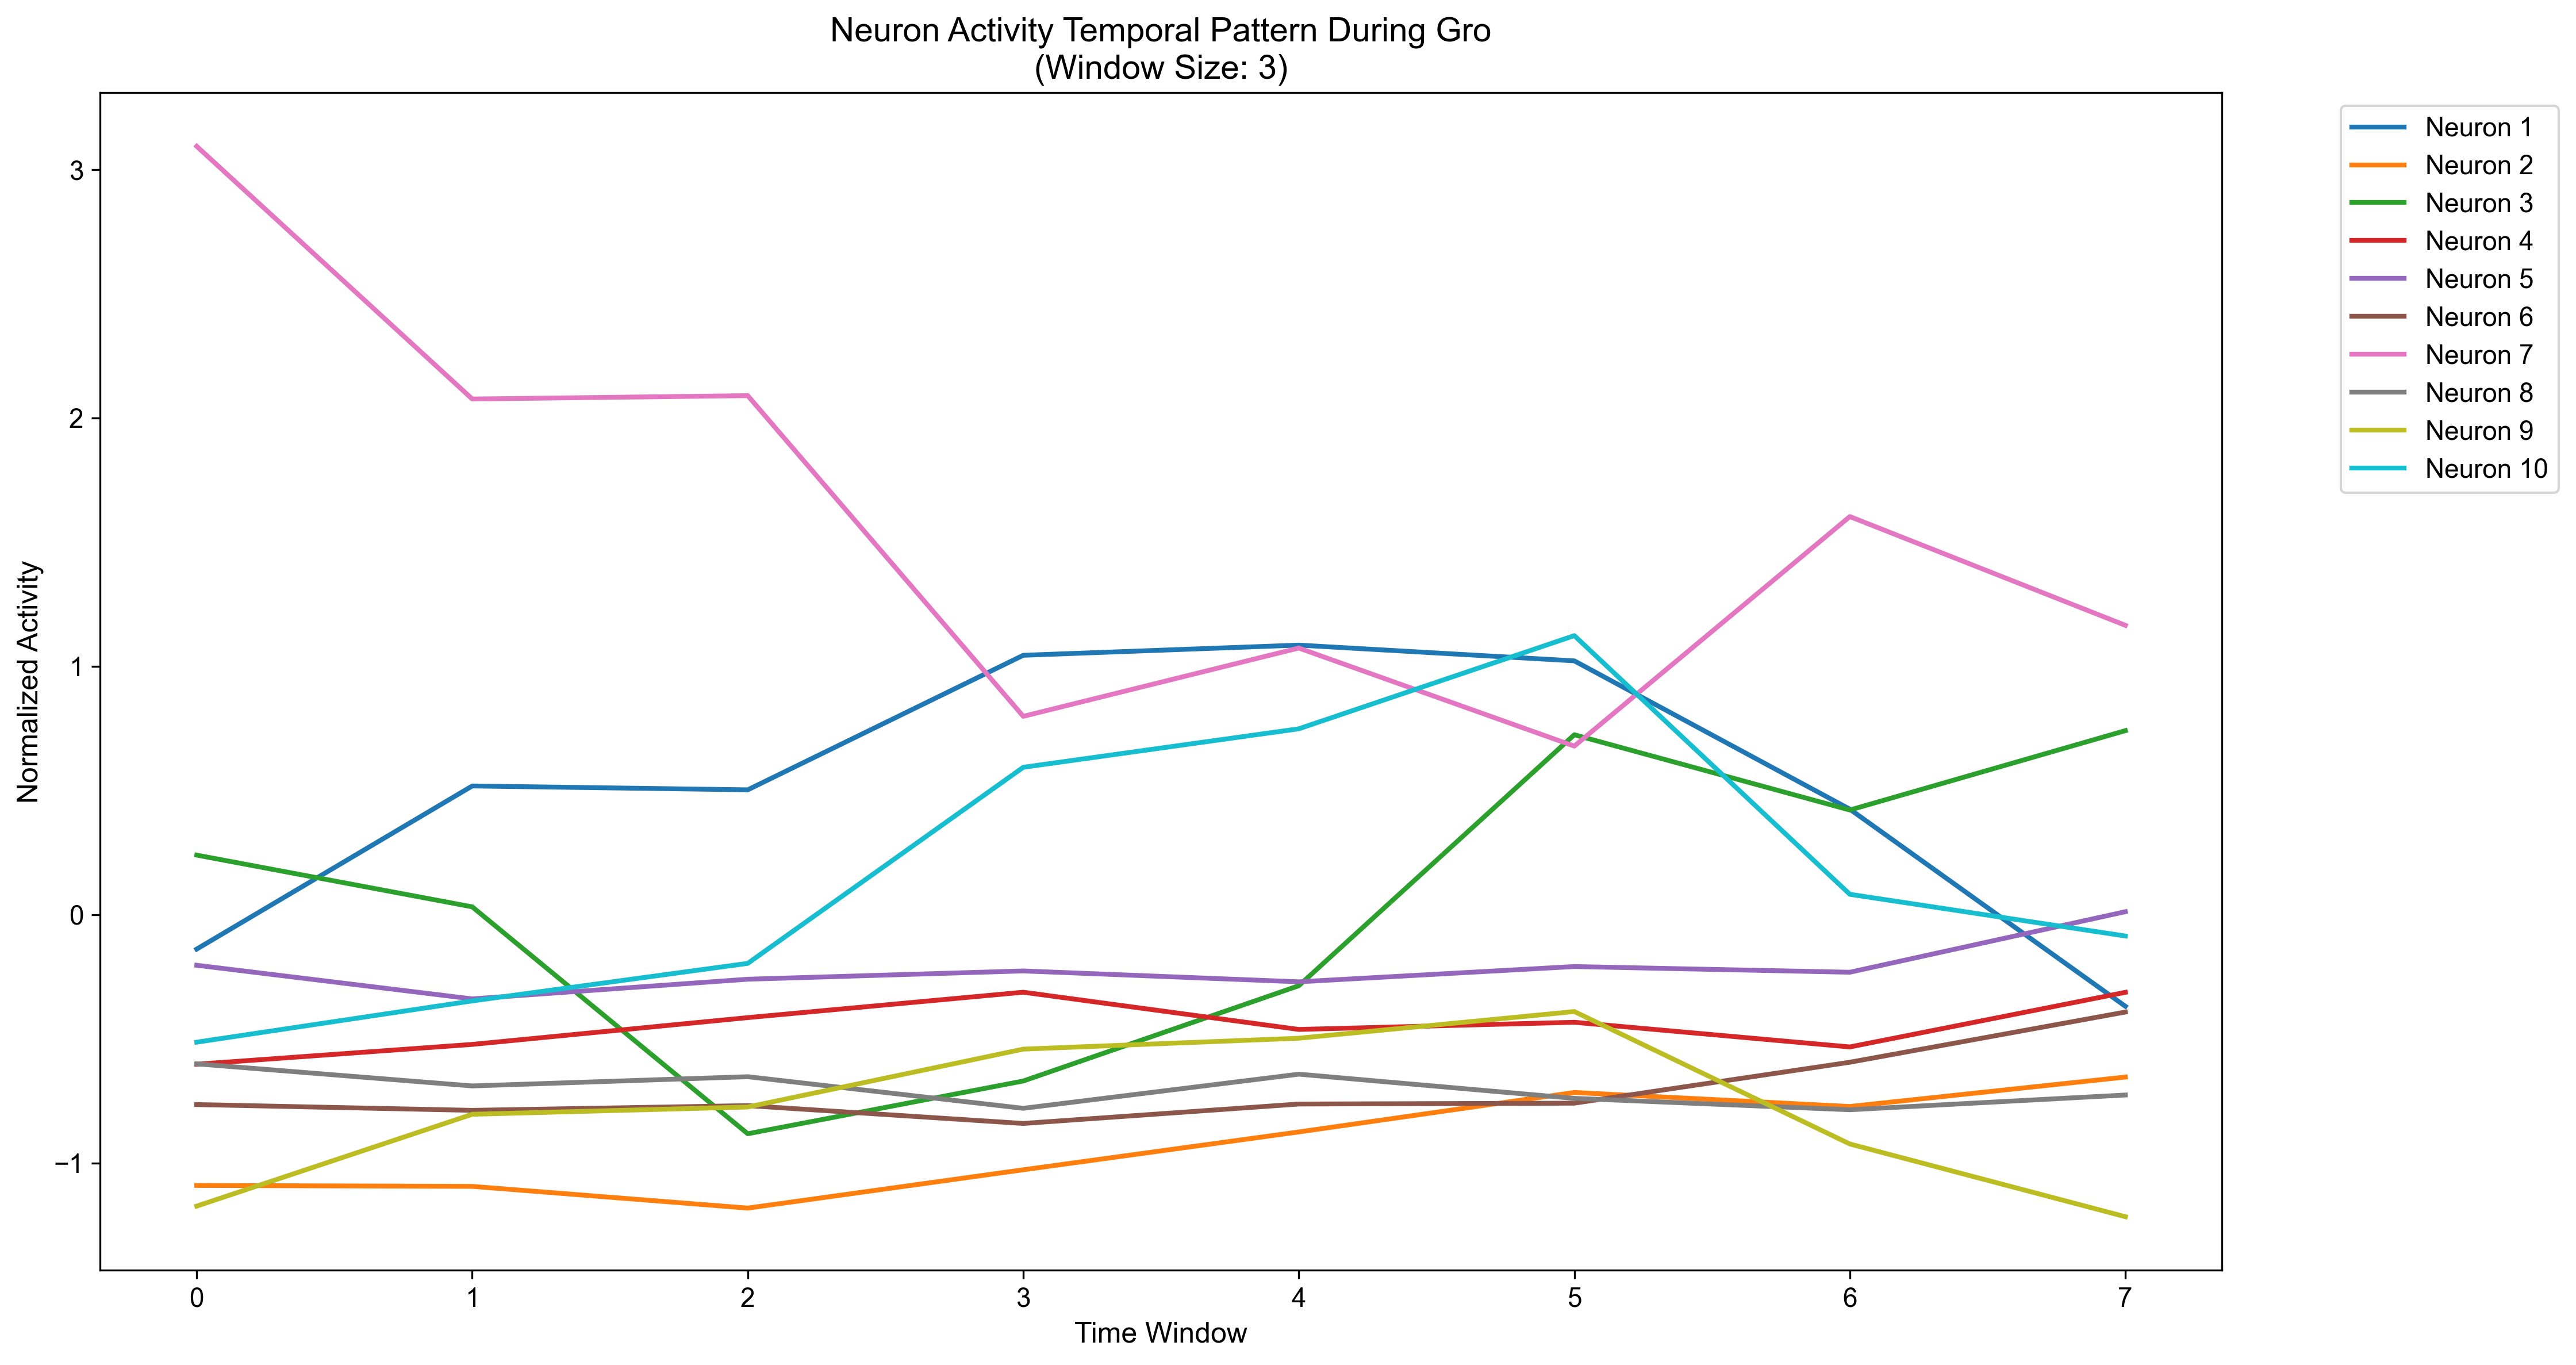 Neuron Activity Temporal Pattern During Gro
(Window Size: 3)
Normalized Activity
3
2
1
0
−1
0 1 2 3 4 5 6 7
Time Window
Neuron 1
Neuron 2
Neuron 3
Neuron 4
Neuron 5
Neuron 6
Neuron 7
Neuron 8
Neuron 9
Neuron 10